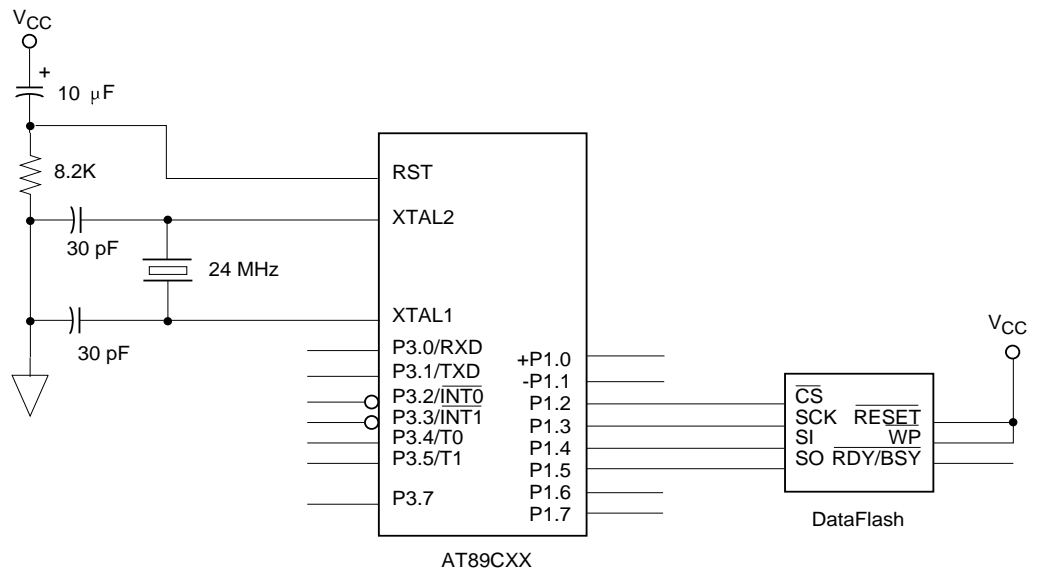 VCC
+
10 μF
8.2K
30 pF
24 MHz
30 pF
RST
XTAL2
XTAL1
P3.0/RXD
P3.1/TXD
P3.2/INT0
P3.3/INT1
P3.4/T0
P3.5/T1
P3.7
+P1.0
-P1.1
P1.2
P1.3
P1.4
P1.5
P1.6
P1.7
AT89CXX
VCC
CS
SCK RESET
SI WP
SO RDY/BSY
DataFlash